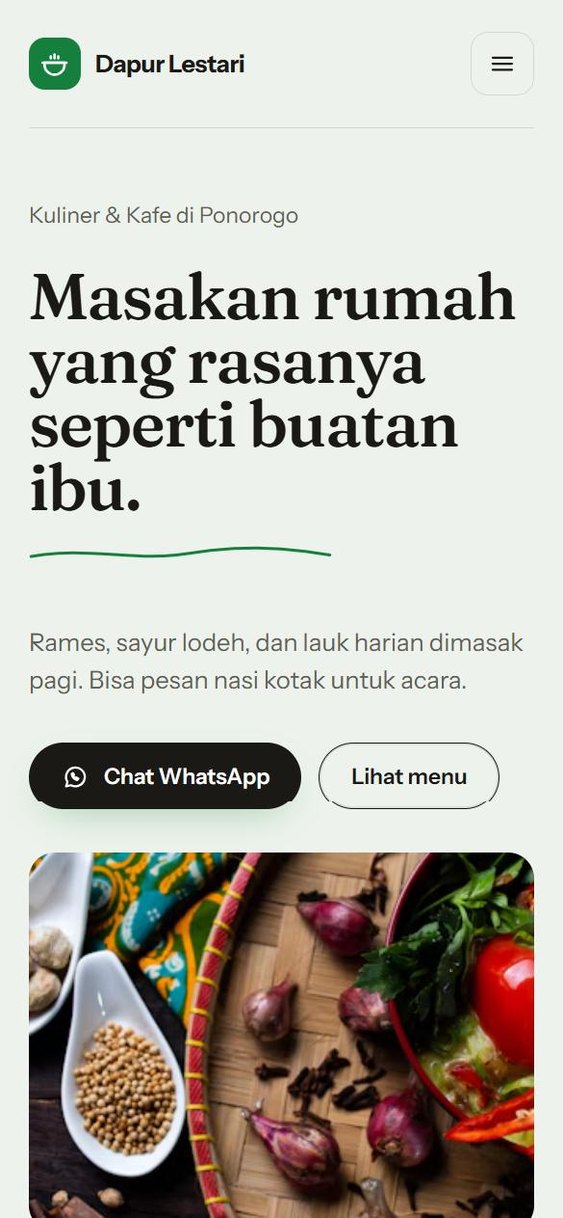 Dapur Lestari
Kuliner & Kafe di Ponorogo
Masakan rumah
yang rasanya
seperti buatan
ibu.
Rames, sayur lodeh, dan lauk harian dimasak
pagi. Bisa pesan nasi kotak untuk acara.
Chat WhatsApp
Lihat menu